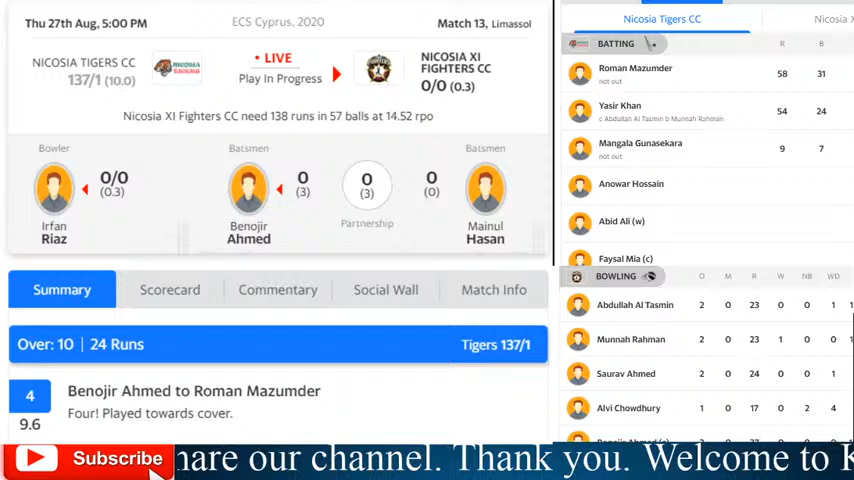 Thu 27th Aug, 5:00 PM
ECS Cyprus, 2020
Match 13, Limassol
NICOSIA TIGERS CC
137/1 (10.0)
• LIVE
Play In Progress
NICOSIA XI
FIGHTERS CC
0/0 (0.3)
Nicosia XI Fighters CC need 138 runs in 57 balls at 14.52 rpo
Bowler
Batsmen
Batsmen
0/0
(0.3)
0
(3)
0
(3)
0
(0)
Partnership
Irfan
Riaz
Benojir
Ahmed
Mainul
Hasan
Summary
Scorecard
Commentary
Social Wall
Match Info
Over: 10 | 24 Runs
Tigers 137/1
4
9.6
Benojir Ahmed to Roman Mazumder
Four! Played towards cover.
Nicosia Tigers CC
Nicosia X
BATTING R B
Roman Mazumder 58 31
not out
Yasir Khan 54 24
c Abdullah Al Tasmin b Munnah Rahman
Mangala Gunasekara 9 7
not out
Anowar Hossain
Abid Ali (w)
Faysal Mia (c)
BOWLING O M R W NB WD
Abdullah Al Tasmin 2 0 23 0 0 1 1
Munnah Rahman 2 0 23 1 0 0 1
Saurav Ahmed 2 0 24 0 0 1
Alvi Chowdhury 1 0 17 0 2 4
Subscribe
hare our channel. Thank you. Welcome to K